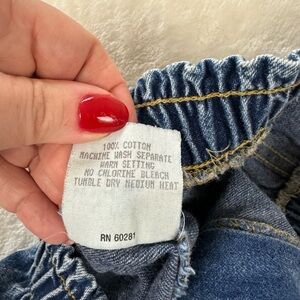 100% COTTON
MACHINE WASH SEPARATE
WARM SETTING
NO CHLORINE BLEACH
TUMBLE DRY MEDIUM HEAT
RN 60281